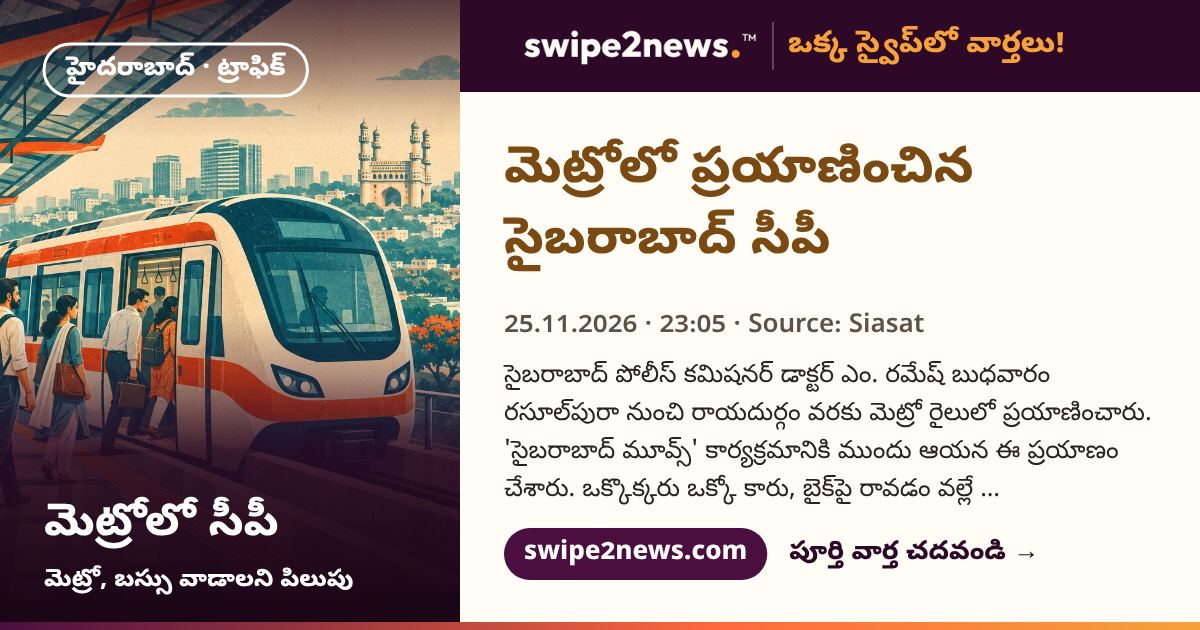 హైదరాబాద్ · ట్రాఫిక్
మెట్రోలో సీపీ
మెట్రో, బస్సు వాడాలని పిలుపు
swipe2news.™
ఒక్క స్వైప్‌లో వార్తలు!
మెట్రోలో ప్రయాణించిన
సైబరాబాద్ సీపీ
25.11.2026 · 23:05 · Source: Siasat
సైబరాబాద్ పోలీస్ కమిషనర్ డాక్టర్ ఎం. రమేష్ బుధవారం
రసూల్‌పురా నుంచి రాయదుర్గం వరకు మెట్రో రైలులో ప్రయాణించారు.
'సైబరాబాద్ మూవ్స్' కార్యక్రమానికి ముందు ఆయన ఈ ప్రయాణం
చేశారు. ఒక్కొక్కరు ఒక్కో కారు, బైక్‌పై రావడం వల్లే ...
swipe2news.com
పూర్తి వార్త చదవండి →